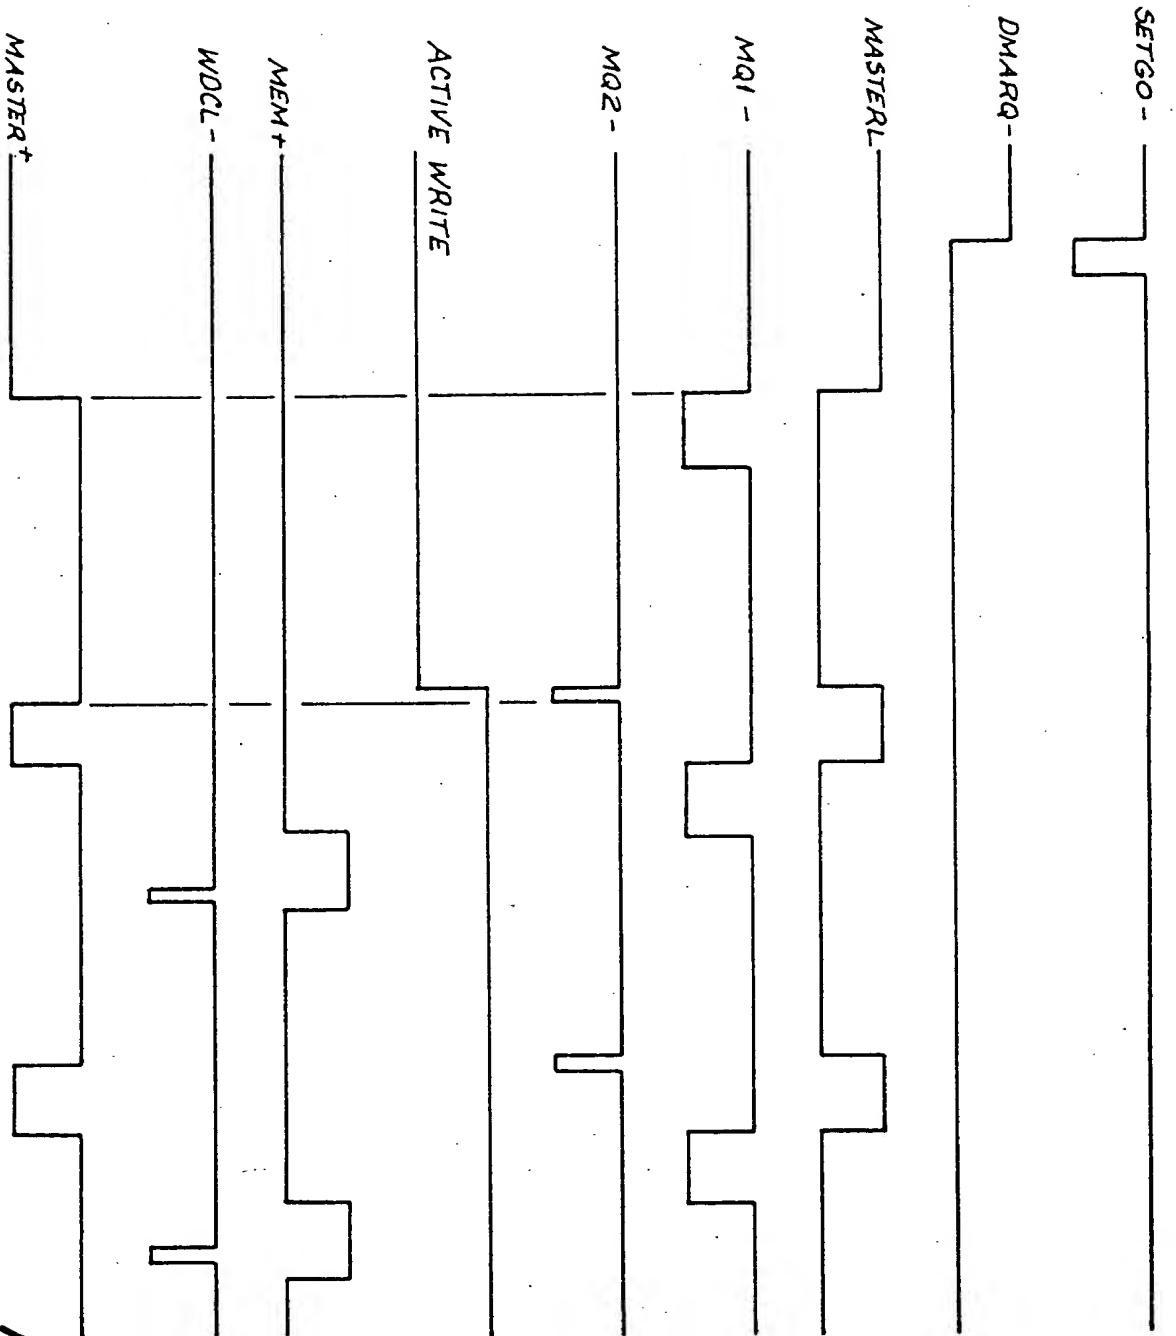 SETGO -
DMARQ -
MASTERL
MQ1 -
MQ2 -
ACTIVE WRITE
MEM+
WDCL -
MASTER+